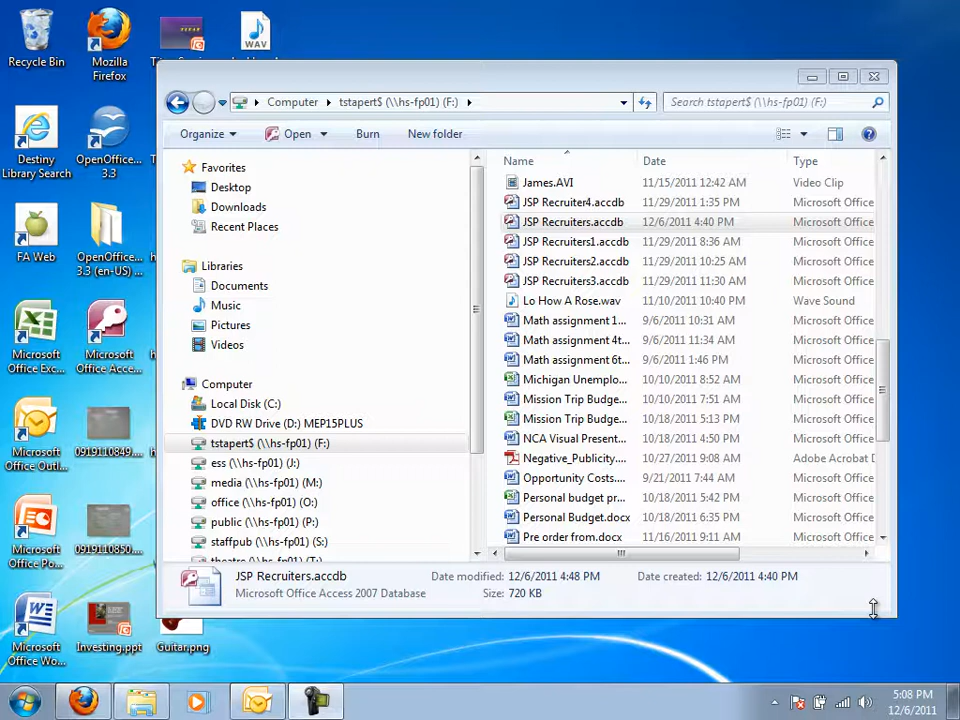 Recycle Bin
Mozilla
Firefox
WAV
Computer
tstapert$ (\\hs-fp01) (F:)
Search tstapert$ (\\hs-fp01) (F:)
Organize
Open
Burn
New folder
Destiny
Library Search
OpenOffice...
3.3
FA Web
OpenOffice...
3.3 (en-US) ...
Microsoft
Office Exc...
Microsoft
Office Acce...
Microsoft
Office Outl...
0919110849...
Microsoft
Office Po...
0919110850...
Microsoft
Office Wo...
Investing.ppt
Guitar.png
Favorites
Desktop
Downloads
Recent Places
Libraries
Documents
Music
Pictures
Videos
Computer
Local Disk (C:)
DVD RW Drive (D:) MEP15PLUS
tstapert$ (\\hs-fp01) (F:)
ess (\\hs-fp01) (J:)
media (\\hs-fp01) (M:)
office (\\hs-fp01) (O:)
public (\\hs-fp01) (P:)
staffpub (\\hs-fp01) (S:)
theatre (\\hs-fp01) (T:)
Name Date Type
James.AVI 11/15/2011 12:42 AM Video Clip
JSP Recruiter4.accdb 11/29/2011 1:35 PM Microsoft Office
JSP Recruiters.accdb 12/6/2011 4:40 PM Microsoft Office
JSP Recruiters1.accdb 11/29/2011 8:36 AM Microsoft Office
JSP Recruiters2.accdb 11/29/2011 10:25 AM Microsoft Office
JSP Recruiters3.accdb 11/29/2011 11:30 AM Microsoft Office
Lo How A Rose.wav 11/10/2011 10:40 PM Wave Sound
Math assignment 1... 9/6/2011 10:31 AM Microsoft Office
Math assignment 4t... 9/6/2011 11:34 AM Microsoft Office
Math assignment 6t... 9/6/2011 1:46 PM Microsoft Office
Michigan Unemplo... 10/10/2011 8:52 AM Microsoft Office
Mission Trip Budge... 10/10/2011 7:51 AM Microsoft Office
Mission Trip Budge... 10/18/2011 5:13 PM Microsoft Office
NCA Visual Present... 10/18/2011 4:50 PM Microsoft Office
Negative_Publicity.... 10/27/2011 9:08 AM Adobe Acrobat D
Opportunity Costs.... 9/21/2011 7:44 AM Microsoft Office
Personal budget pr... 10/18/2011 5:42 PM Microsoft Office
Personal Budget.docx 10/18/2011 6:35 PM Microsoft Office
Pre order from.docx 11/16/2011 9:11 AM Microsoft Office
JSP Recruiters.accdb Date modified: 12/6/2011 4:48 PM Date created: 12/6/2011 4:40 PM
Microsoft Office Access 2007 Database Size: 720 KB
5:08 PM
12/6/2011